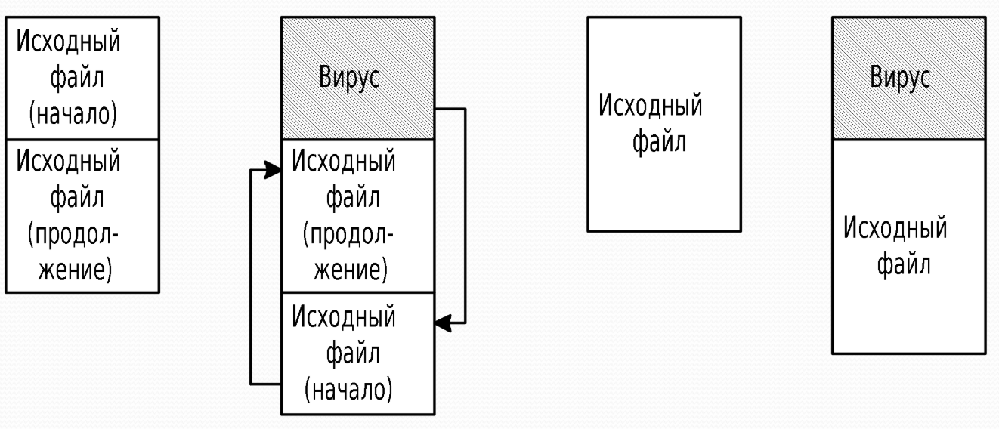 Исходный
файл
(начало)
Исходный
файл
(продол-
жение)
Вирус
Исходный
файл
(продол-
жение)
Исходный
файл
(начало)
Исходный
файл
Вирус
Исходный
файл